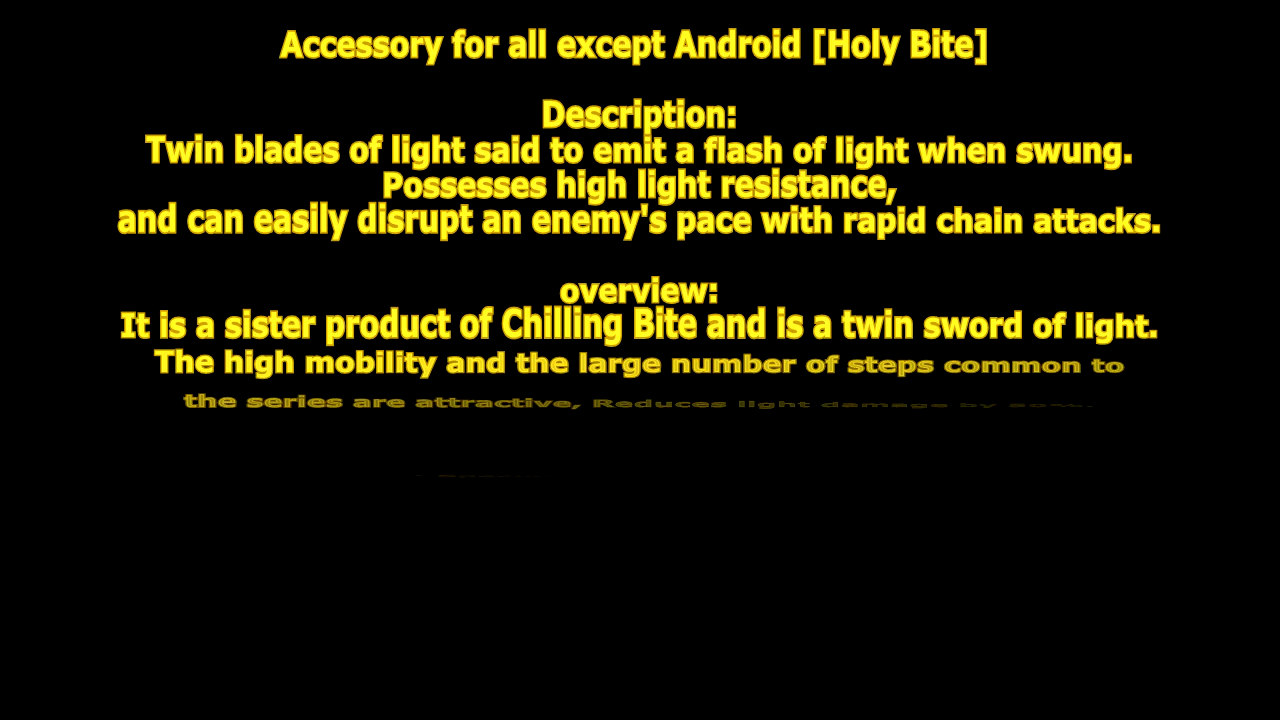 Accessory for all except Android [Holy Bite]
Description:
Twin blades of light said to emit a flash of light when swung.
Possesses high light resistance,
and can easily disrupt an enemy's pace with rapid chain attacks.
overview:
It is a sister product of Chilling Bite and is a twin sword of light.
The high mobility and the large number of steps common to
the series are attractive, Reduces light damage by